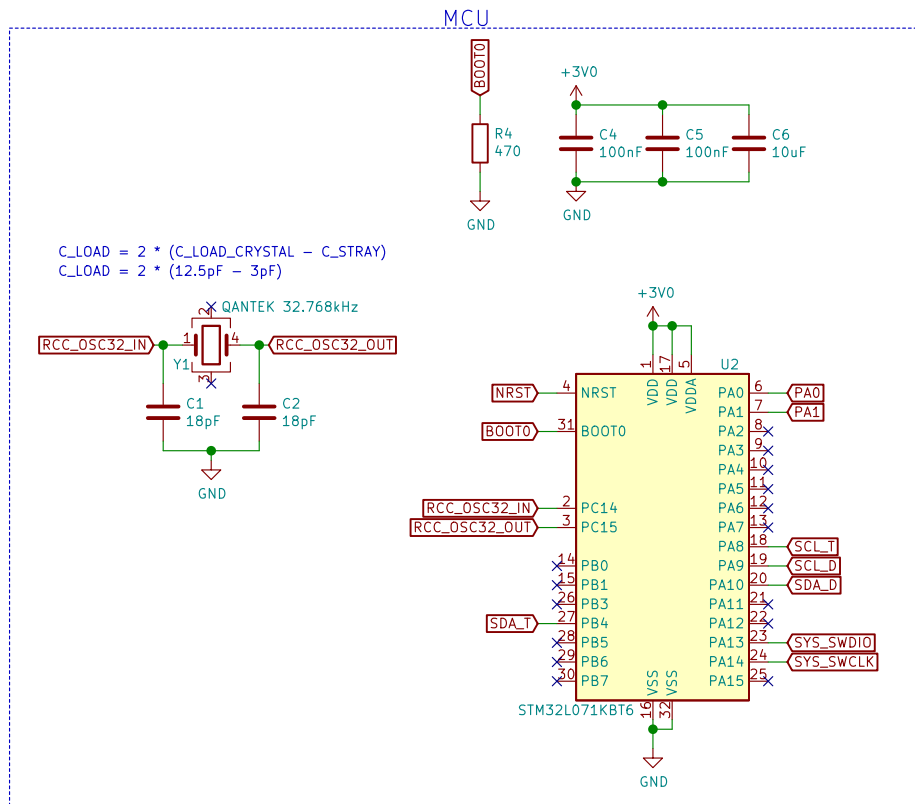 MCU
BOOT0
R4
470
GND
+3V0
C4
100nF
C5
100nF
C6
10uF
GND
C_LOAD = 2 * (C_LOAD_CRYSTAL - C_STRAY)
C_LOAD = 2 * (12.5pF - 3pF)
QANTEK 32.768kHz
2
RCC_OSC32_IN
1
4
RCC_OSC32_OUT
Y1
3
C1
18pF
C2
18pF
GND
+3V0
U2
1
17
5
VDD
VDD
VDDA
NRST
4
NRST
BOOT0
31
BOOT0
RCC_OSC32_IN
2
PC14
RCC_OSC32_OUT
3
PC15
14
PB0
15
PB1
26
PB3
SDA_T
27
PB4
28
PB5
29
PB6
30
PB7
PA0
6
PA0
PA1
7
PA1
PA2
8
PA3
9
PA4
10
PA5
11
PA6
12
PA7
13
PA8
18
SCL_T
PA9
19
SCL_D
PA10
20
SDA_D
PA11
21
PA12
22
PA13
23
SYS_SWDIO
PA14
24
SYS_SWCLK
PA15
25
VSS
VSS
16
32
STM32L071KBT6
GND